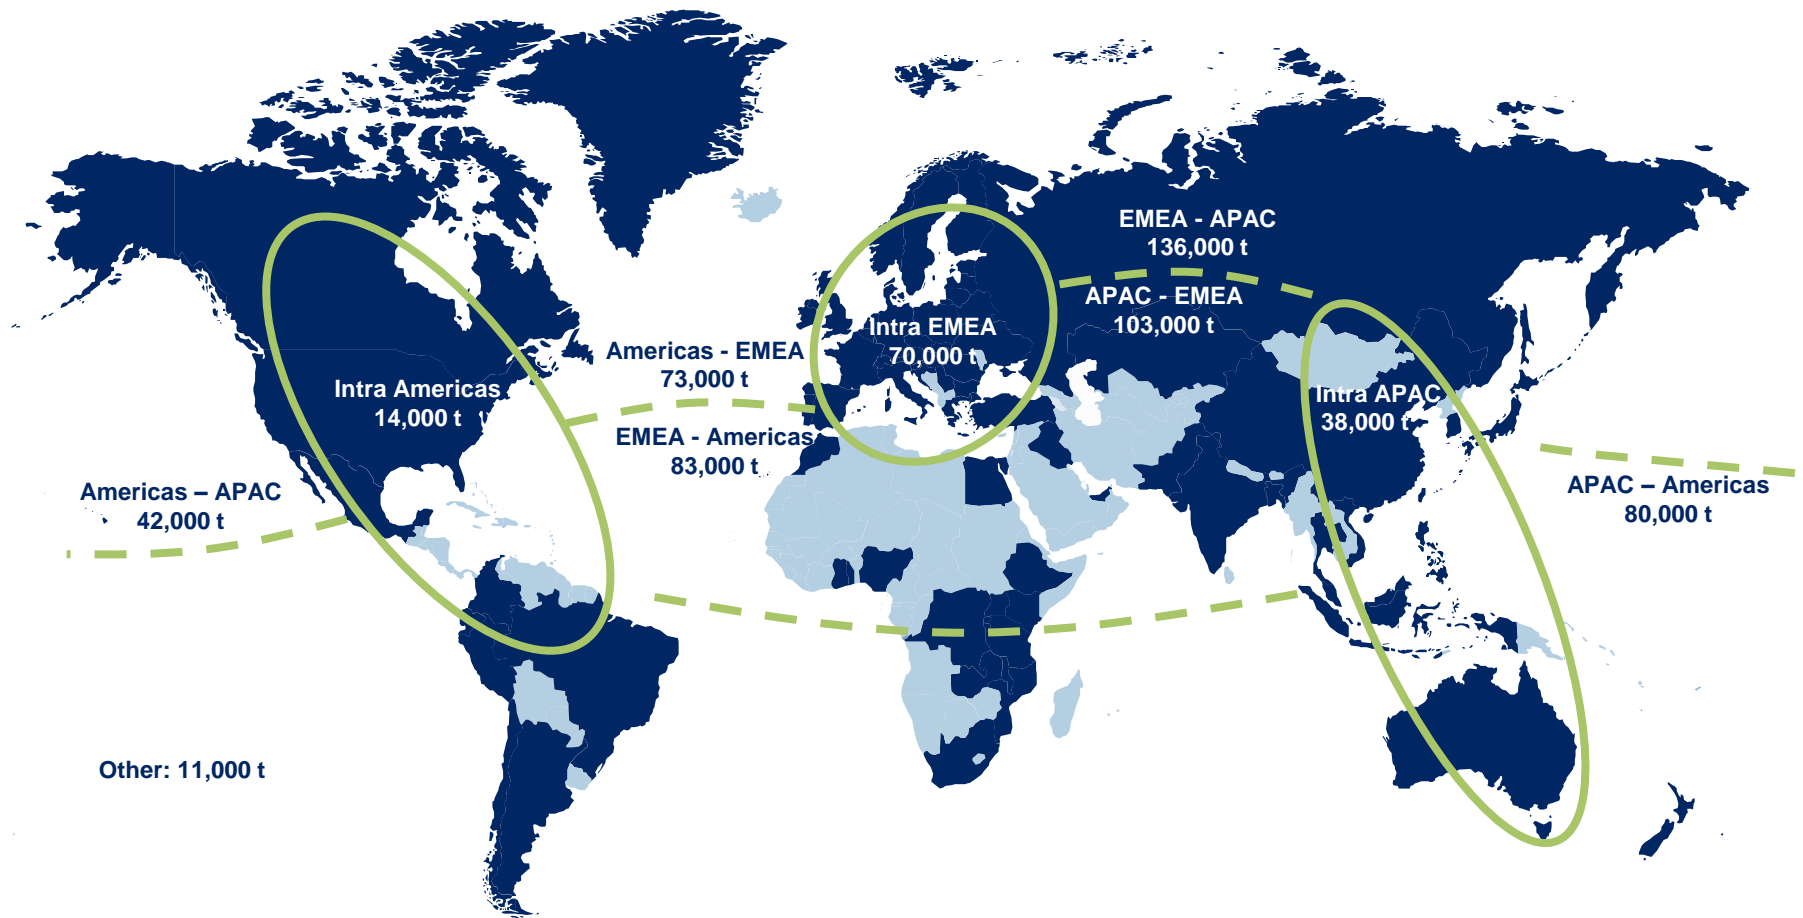 EMEA - APAC
136,000 t
APAC - EMEA
103,000 t
Intra EMEA
70,000 t
Americas - EMEA
73,000 t
Intra Americas
14,000 t
Intra APAC
38,000 t
EMEA - Americas
83,000 t
Americas – APAC
42,000 t
APAC – Americas
80,000 t
Other: 11,000 t